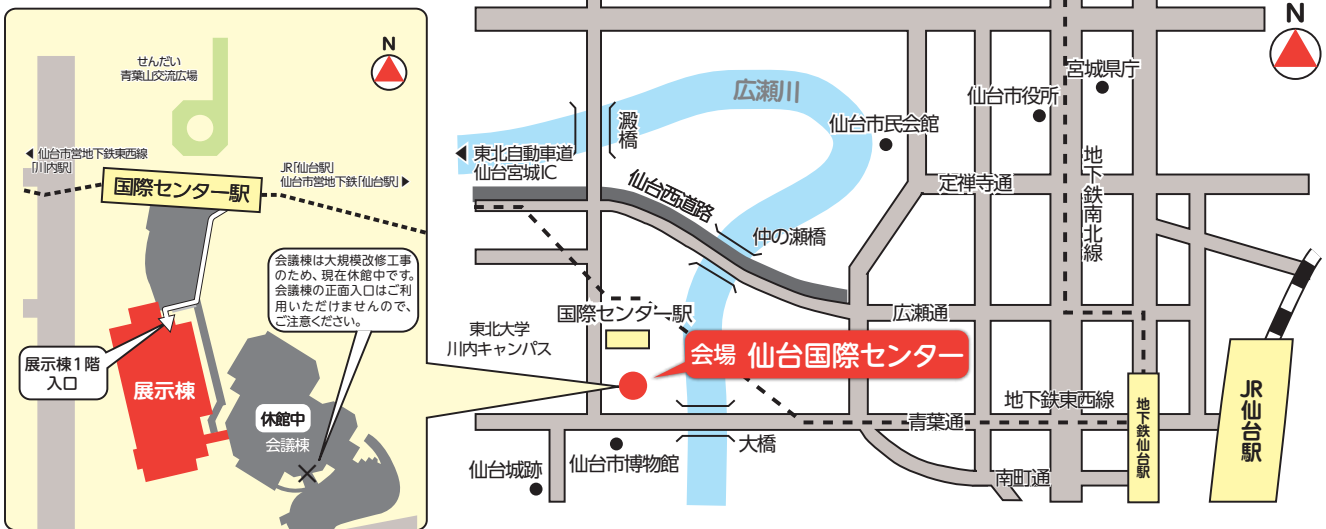 N
せんだい
青葉山交流広場
◀ 仙台市営地下鉄東西線
「川内駅」
JR「仙台駅」
仙台市営地下鉄「仙台駅」▶
国際センター駅
会議棟は大規模改修工事
のため、現在休館中です。
会議棟の正面入口はご利
用いただけませんので、
ご注意ください。
展示棟1階
入口
展示棟
休館中
会議棟
N
広瀬川
宮城県庁
仙台市役所
澱橋
仙台市民会館
◀ 東北自動車道
仙台宮城IC
地下鉄南北線
定禅寺通
仙台西道路
仲の瀬橋
国際センター駅
広瀬通
東北大学
川内キャンパス
会場 仙台国際センター
JR仙台駅
地下鉄東西線
地下鉄仙台駅
青葉通
大橋
仙台城跡
仙台市博物館
南町通